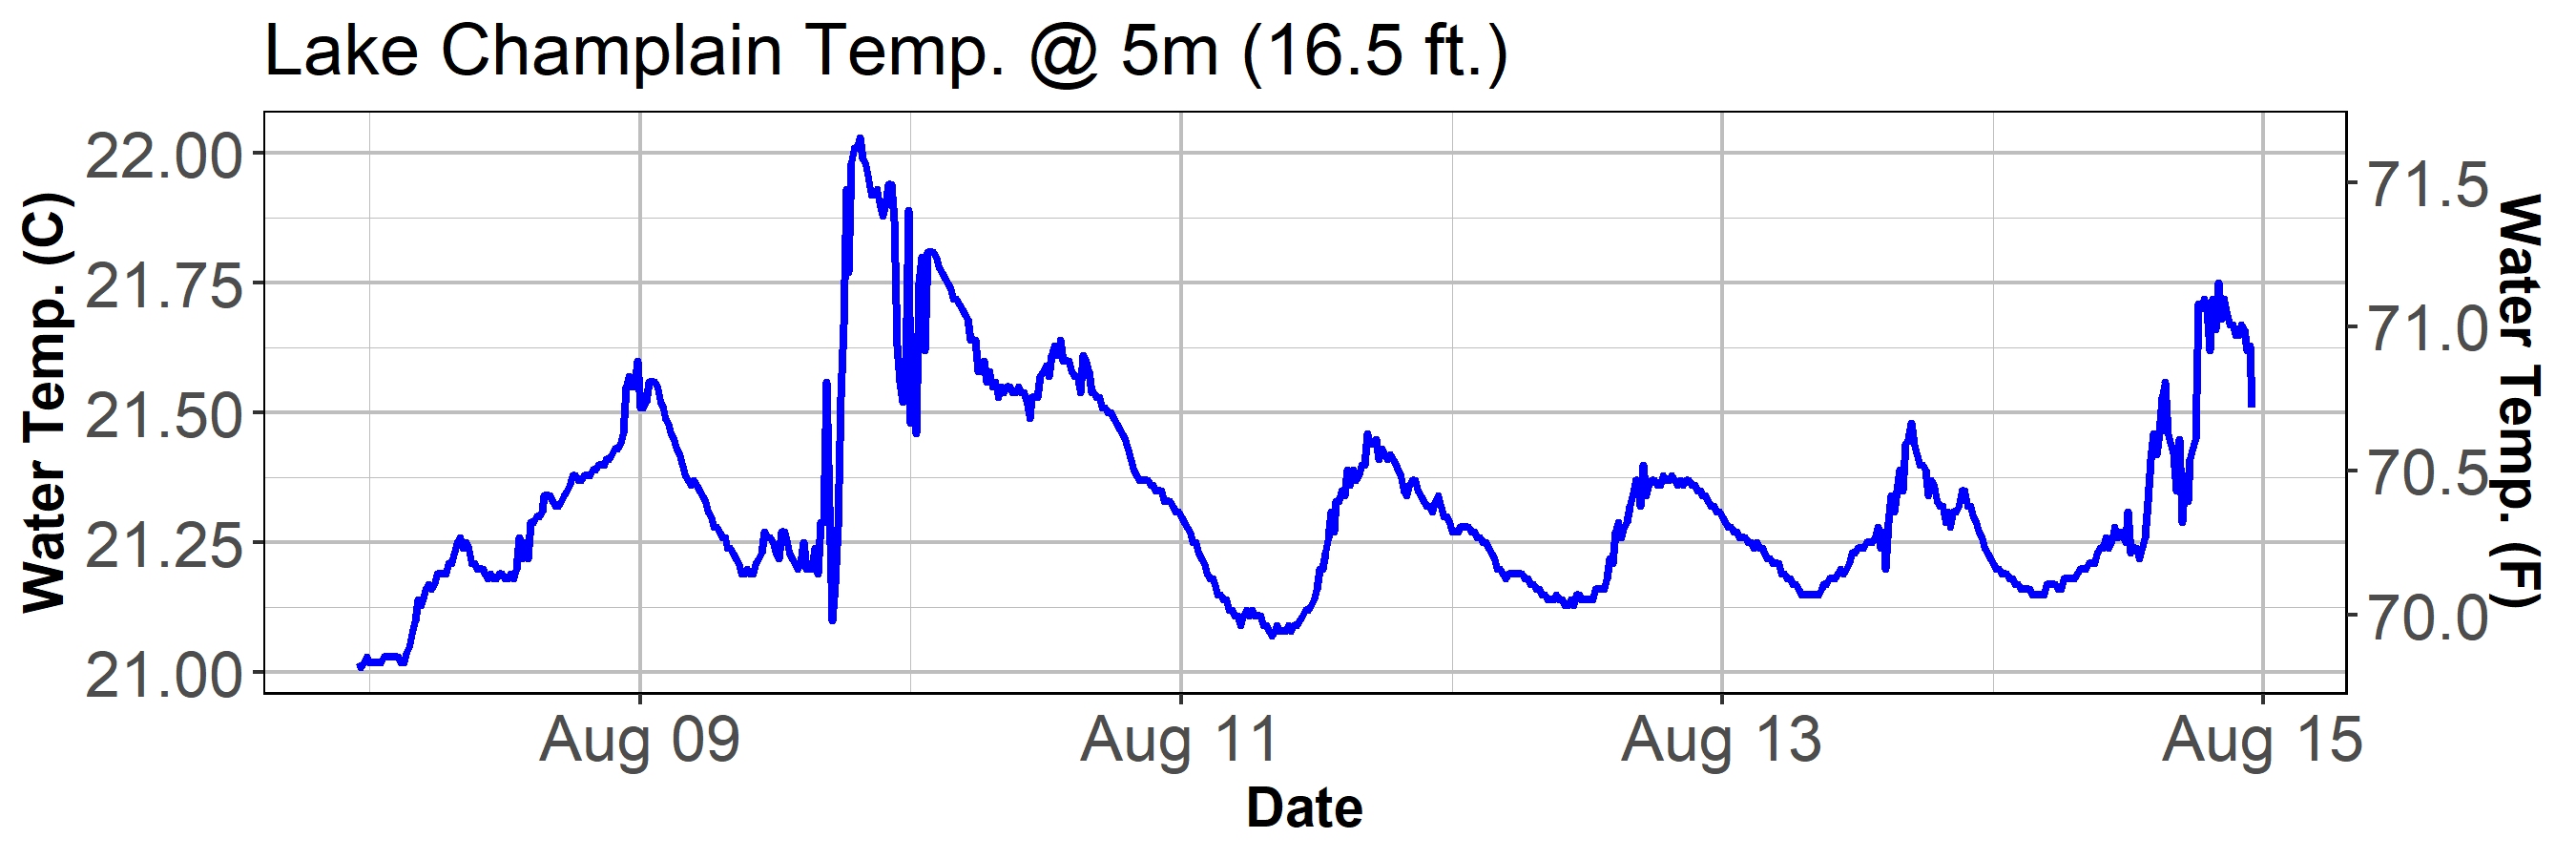 Lake Champlain Temp. @ 5m (16.5 ft.)
Water Temp. (C)
22.00
21.75
21.50
21.25
21.00
71.5
71.0
70.5
70.0
Water Temp. (F)
Aug 09
Aug 11
Aug 13
Aug 15
Date